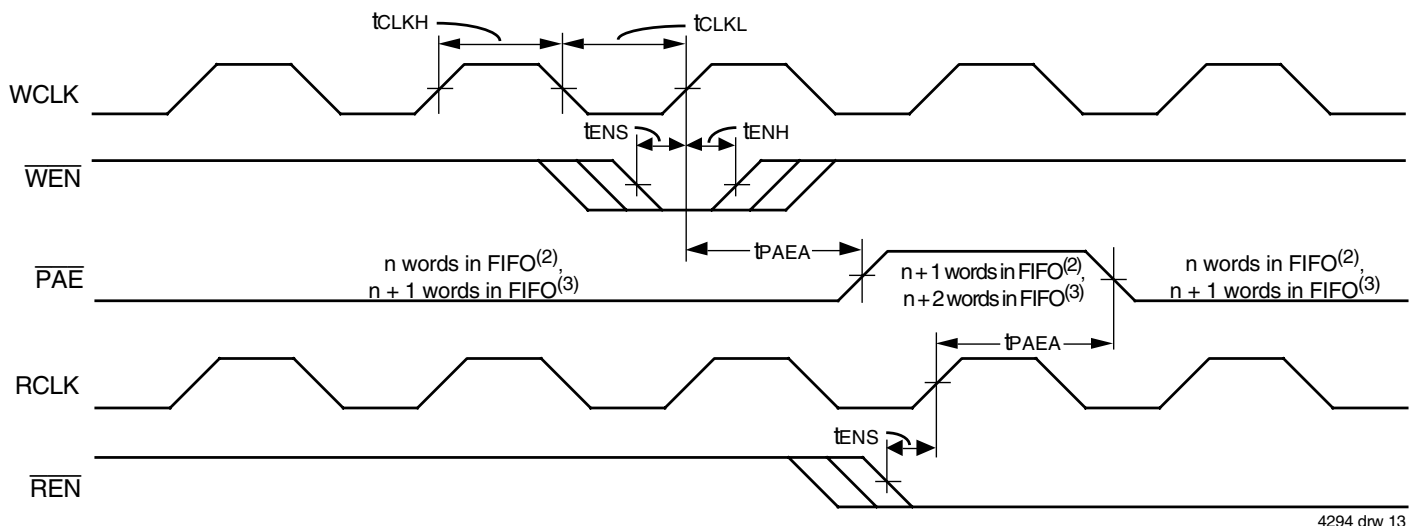 tCLKH
tCLKL
WCLK
tENS
tENH
WEN
tPAEA
PAE
n words in FIFO(2),
n + 1 words in FIFO(3)
n + 1 words in FIFO(2),
n + 2 words in FIFO(3)
n words in FIFO(2),
n + 1 words in FIFO(3)
tPAEA
RCLK
tENS
REN
4294 drw 13